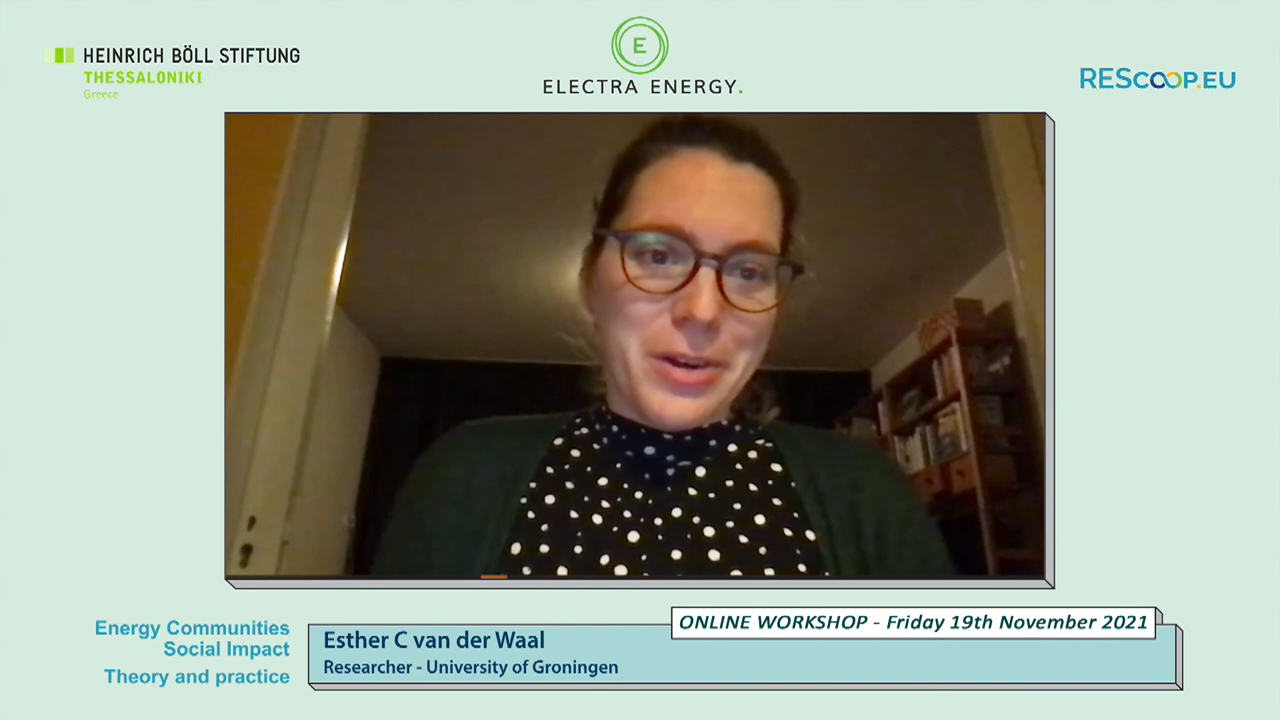 HEINRICH BÖLL STIFTUNG
THESSALONIKI
Greece
E
ELECTRA ENERGY.
REScoop.EU
ONLINE WORKSHOP - Friday 19th November 2021
Energy Communities
Social Impact
Theory and practice
Esther C van der Waal
Researcher - University of Groningen